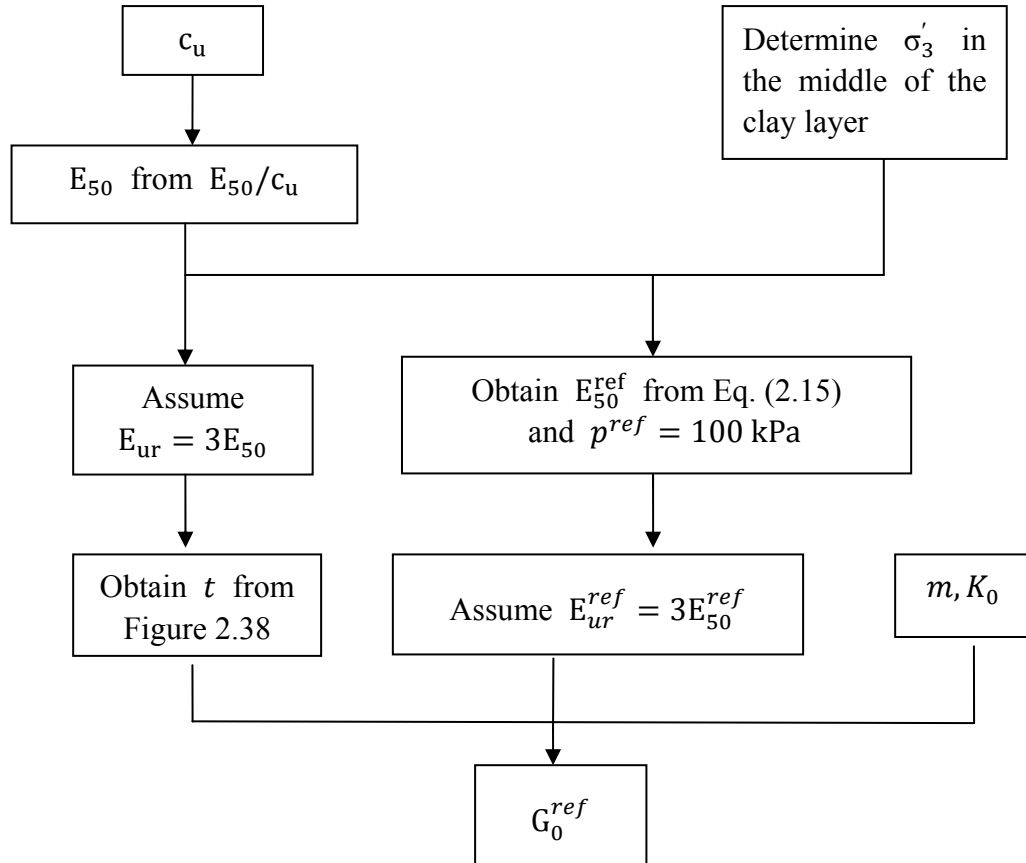 c_u
Determine σ′_3 in
the middle of the
clay layer
E_50 from E_50/c_u
Assume
E_ur = 3E_50
Obtain E_50^ref from Eq. (2.15)
and p^ref = 100 kPa
Obtain t from
Figure 2.38
Assume E_ur^ref = 3E_50^ref
m, K_0
G_0^ref